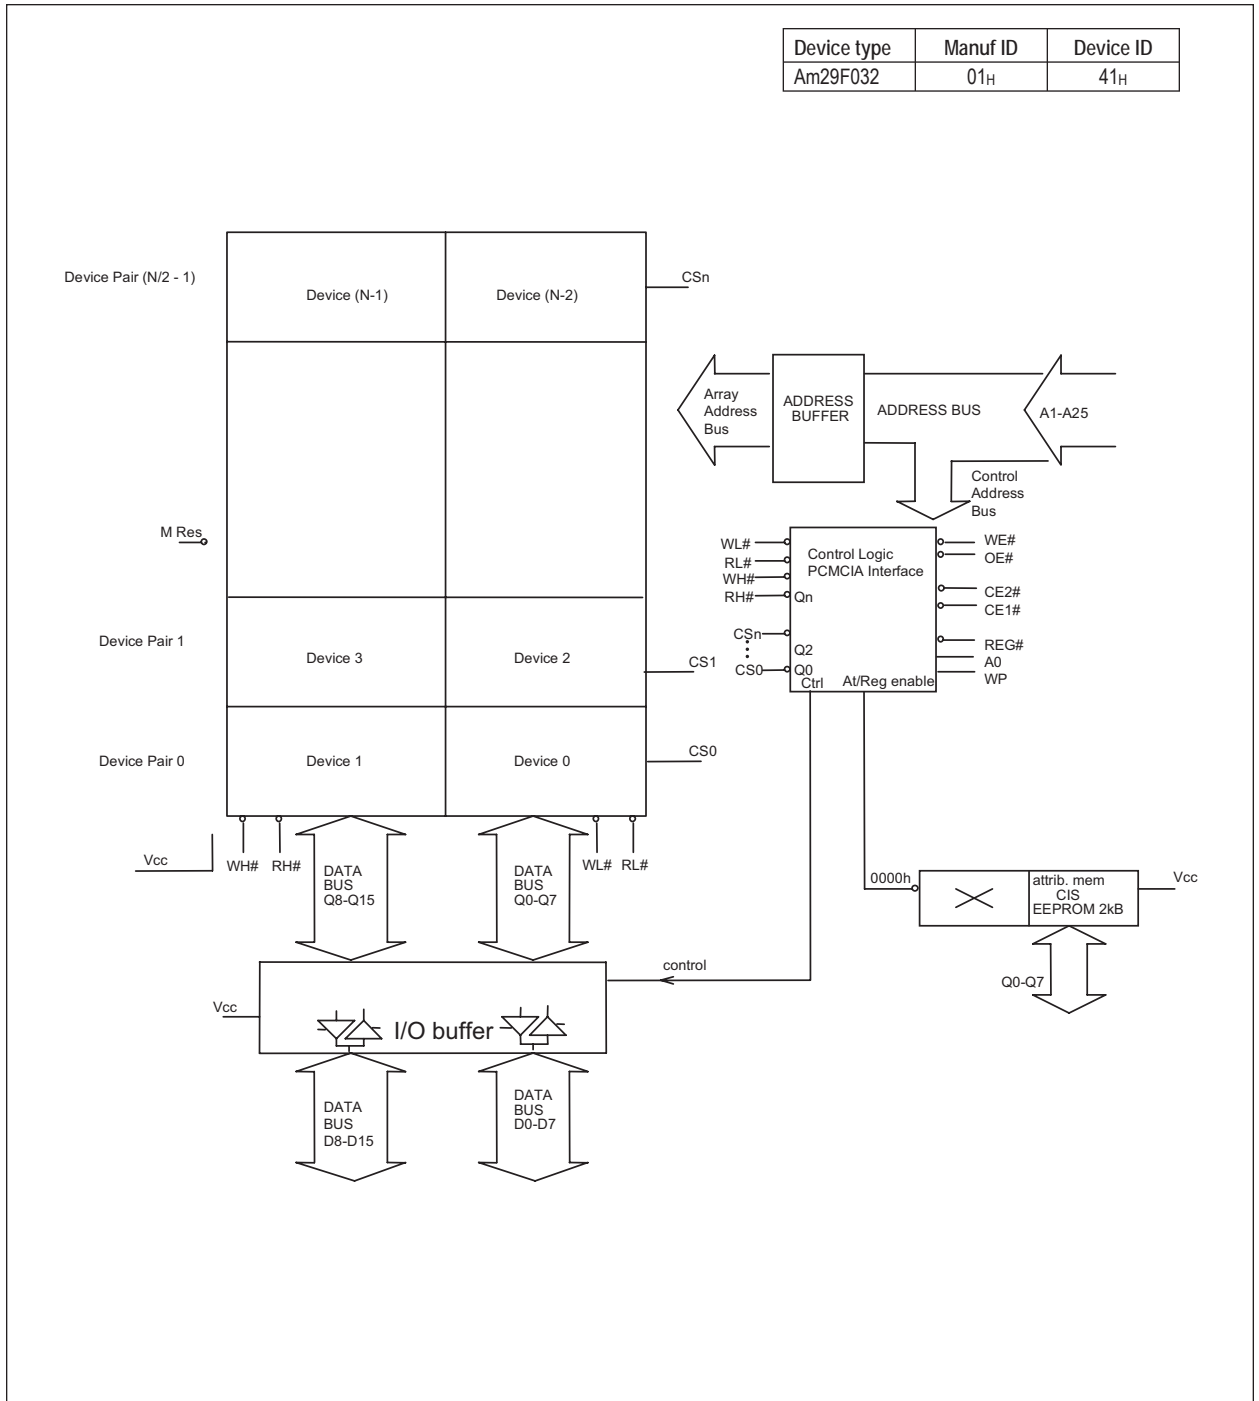 Device type Manuf ID Device ID
Am29F032 01H 41H
Device Pair (N/2 - 1)
Device (N-1)
Device (N-2)
CSn
Array
Address
Bus
ADDRESS
BUFFER
ADDRESS BUS
A1-A25
Control
Address
Bus
M Res
WL#
RL#
WH#
RH#
Control Logic
PCMCIA Interface
Qn
CSn
Q2
CS0
Q0
Ctrl
At/Reg enable
WE#
OE#
CE2#
CE1#
REG#
A0
WP
Device Pair 1
Device 3
Device 2
CS1
Device Pair 0
Device 1
Device 0
CS0
Vcc
WH#
RH#
DATA
BUS
Q8-Q15
DATA
BUS
Q0-Q7
WL#
RL#
0000h
attrib. mem
CIS
EEPROM 2kB
Vcc
Q0-Q7
control
Vcc
I/O buffer
DATA
BUS
D8-D15
DATA
BUS
D0-D7